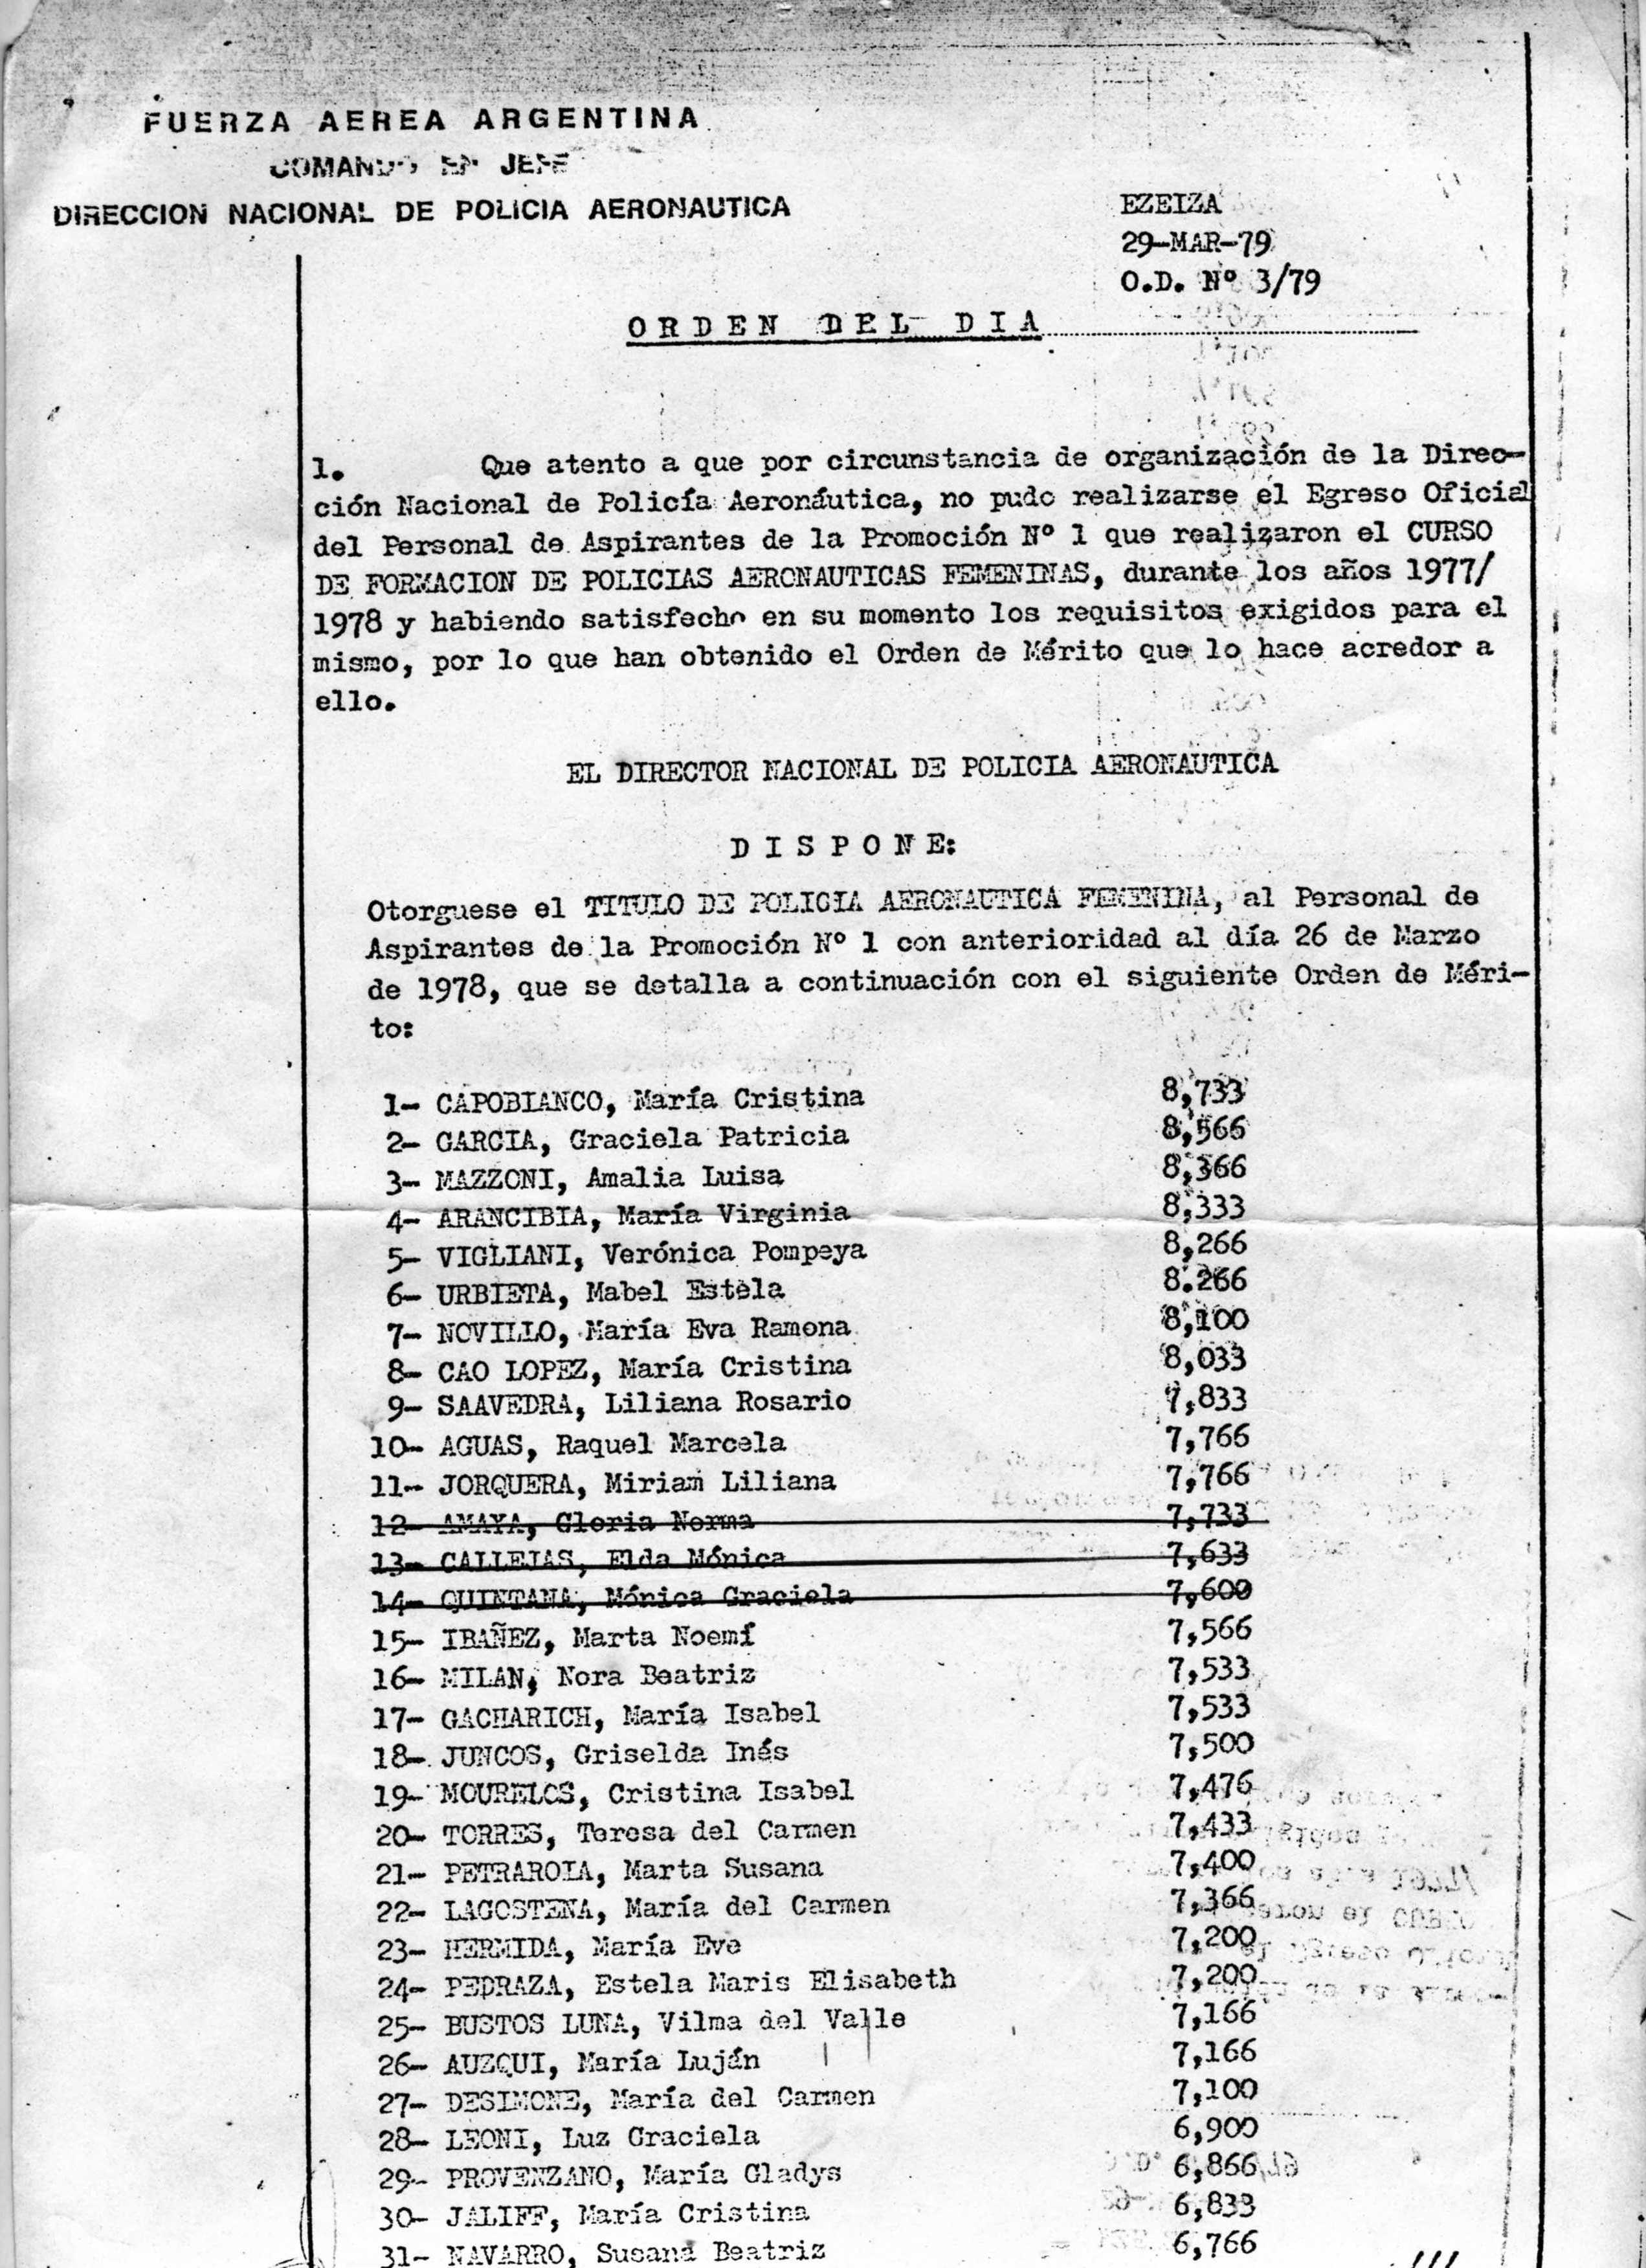 FUERZA AEREA ARGENTINA
COMANDO EN JEFE
DIRECCION NACIONAL DE POLICIA AERONAUTICA
EZEIZA
29-MAR-79
O.D. Nº 3/79
ORDEN DEL DIA
1. Que atento a que por circunstancia de organización de la Direc-
ción Nacional de Policía Aeronáutica, no pudo realizarse el Egreso Oficial
del Personal de Aspirantes de la Promoción Nº 1 que realizaron el CURSO
DE FORMACION DE POLICIAS AERONAUTICAS FEMENINAS, durante los años 1977/
1978 y habiendo satisfecho en su momento los requisitos exigidos para el
mismo, por lo que han obtenido el Orden de Mérito que lo hace acredor a
ello.
EL DIRECTOR NACIONAL DE POLICIA AERONAUTICA
DISPONE:
Otorguese el TITULO DE POLICIA AERONAUTICA FEMENINA, al Personal de
Aspirantes de la Promoción Nº 1 con anterioridad al día 26 de Marzo
de 1978, que se detalla a continuación con el siguiente Orden de Méri-
to:
1- CAPOBIANCO, María Cristina 8,733
2- GARCIA, Graciela Patricia 8,566
3- MAZZONI, Amalia Luisa 8,366
4- ARANCIBIA, María Virginia 8,333
5- VIGLIANI, Verónica Pompeya 8,266
6- URBIETA, Mabel Estela 8.266
7- NOVILLO, María Eva Ramona 8,100
8- CAO LOPEZ, María Cristina 8,033
9- SAAVEDRA, Liliana Rosario 7,833
10- AGUAS, Raquel Marcela 7,766
11- JORQUERA, Miriam Liliana 7,766
12- AMAYA, Gloria Norma 7,733
13- CALLEJAS, Elda Mónica 7,633
14- QUINTANA, Mónica Graciela 7,600
15- IBAÑEZ, Marta Noemí 7,566
16- MILAN, Nora Beatriz 7,533
17- GACHARICH, María Isabel 7,533
18- JUNCOS, Griselda Inés 7,500
19- MOURELOS, Cristina Isabel 7,476
20- TORRES, Teresa del Carmen 7,433
21- PETRAROIA, Marta Susana 7,400
22- LAGOSTENA, María del Carmen 7,366
23- HERMIDA, María Eve 7,200
24- PEDRAZA, Estela Maris Elisabeth 7,200
25- BUSTOS LUNA, Vilma del Valle 7,166
26- AUZQUI, María Luján 7,166
27- DESIMONE, María del Carmen 7,100
28- LEONI, Luz Graciela 6,900
29- PROVENZANO, María Gladys 6,866
30- JALIFF, María Cristina 6,833
31- NAVARRO, Susana Beatriz 6,766
///